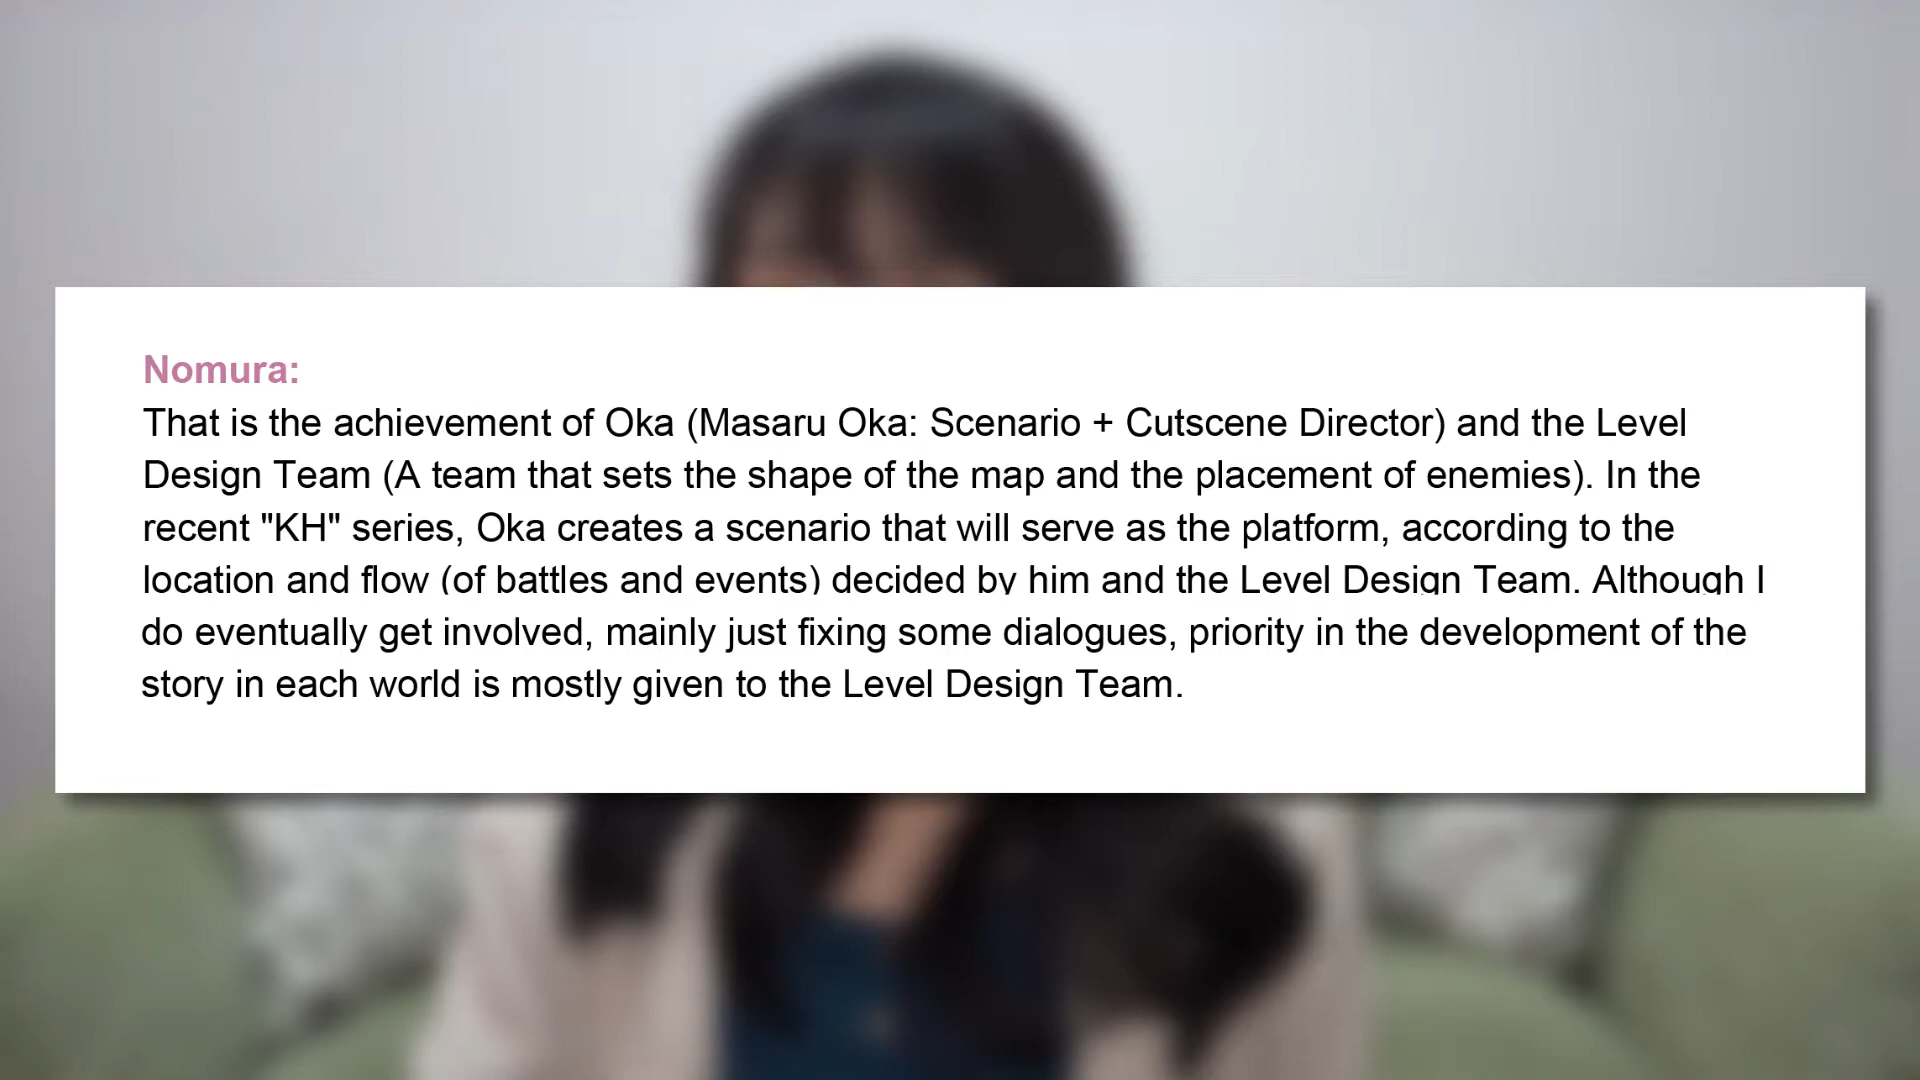 Nomura:
That is the achievement of Oka (Masaru Oka: Scenario + Cutscene Director) and the Level
Design Team (A team that sets the shape of the map and the placement of enemies). In the
recent "KH" series, Oka creates a scenario that will serve as the platform, according to the
location and flow (of battles and events) decided by him and the Level Design Team. Although I
do eventually get involved, mainly just fixing some dialogues, priority in the development of the
story in each world is mostly given to the Level Design Team.